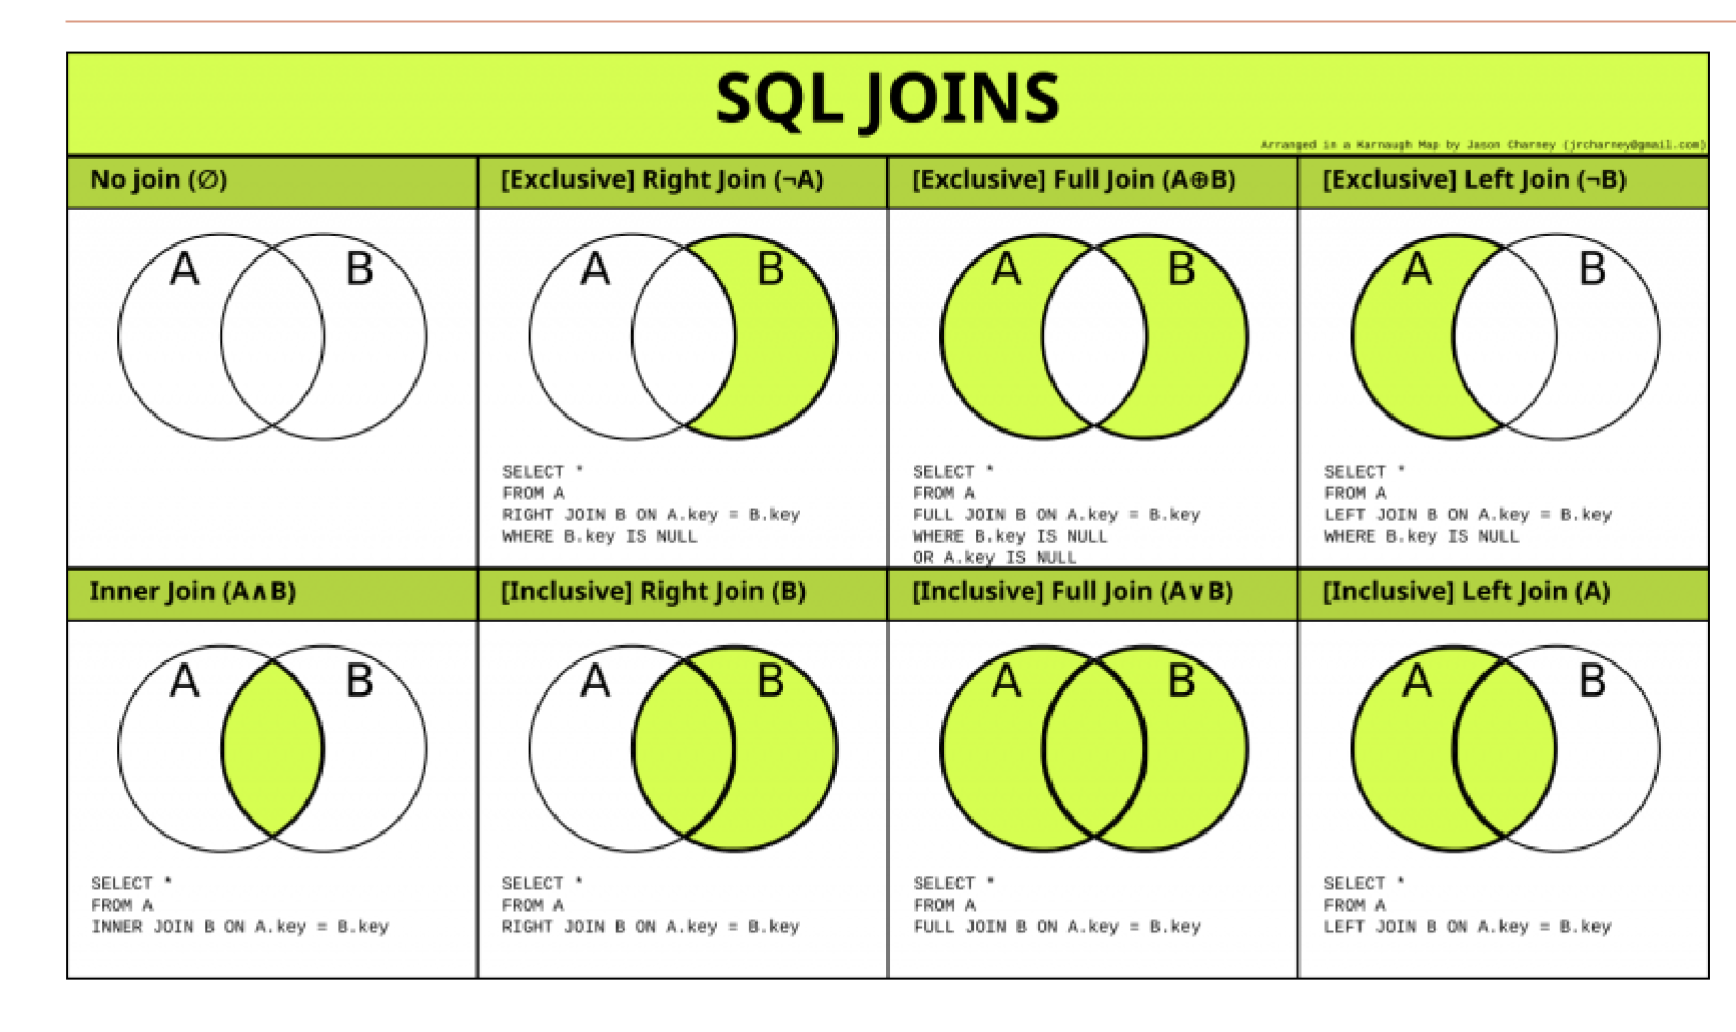 SQL JOINS
Arranged in a Karnaugh Map by Jason Charney (jrcharney@gmail.com)
No join (∅)
A B
[Exclusive] Right Join (¬A)
A B
SELECT *
FROM A
RIGHT JOIN B ON A.key = B.key
WHERE B.key IS NULL
[Exclusive] Full Join (A⊕B)
A B
SELECT *
FROM A
FULL JOIN B ON A.key = B.key
WHERE B.key IS NULL
OR A.key IS NULL
[Exclusive] Left Join (¬B)
A B
SELECT *
FROM A
LEFT JOIN B ON A.key = B.key
WHERE B.key IS NULL
Inner Join (A∧B)
A B
SELECT *
FROM A
INNER JOIN B ON A.key = B.key
[Inclusive] Right Join (B)
A B
SELECT *
FROM A
RIGHT JOIN B ON A.key = B.key
[Inclusive] Full Join (A∨B)
A B
SELECT *
FROM A
FULL JOIN B ON A.key = B.key
[Inclusive] Left Join (A)
A B
SELECT *
FROM A
LEFT JOIN B ON A.key = B.key